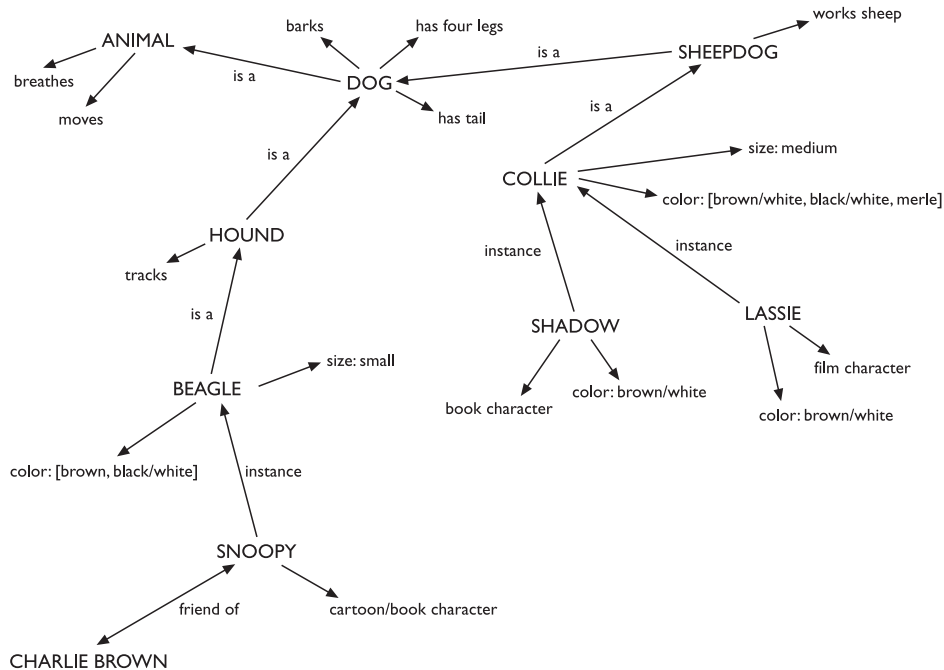 works sheep
barks
has four legs
ANIMAL
SHEEPDOG
is a
is a
breathes
DOG
moves
has tail
is a
is a
size: medium
COLLIE
color: [brown/white, black/white, merle]
HOUND
instance
instance
tracks
is a
SHADOW
LASSIE
size: small
film character
BEAGLE
book character
color: brown/white
color: brown/white
color: [brown, black/white]
instance
SNOOPY
friend of
cartoon/book character
CHARLIE BROWN